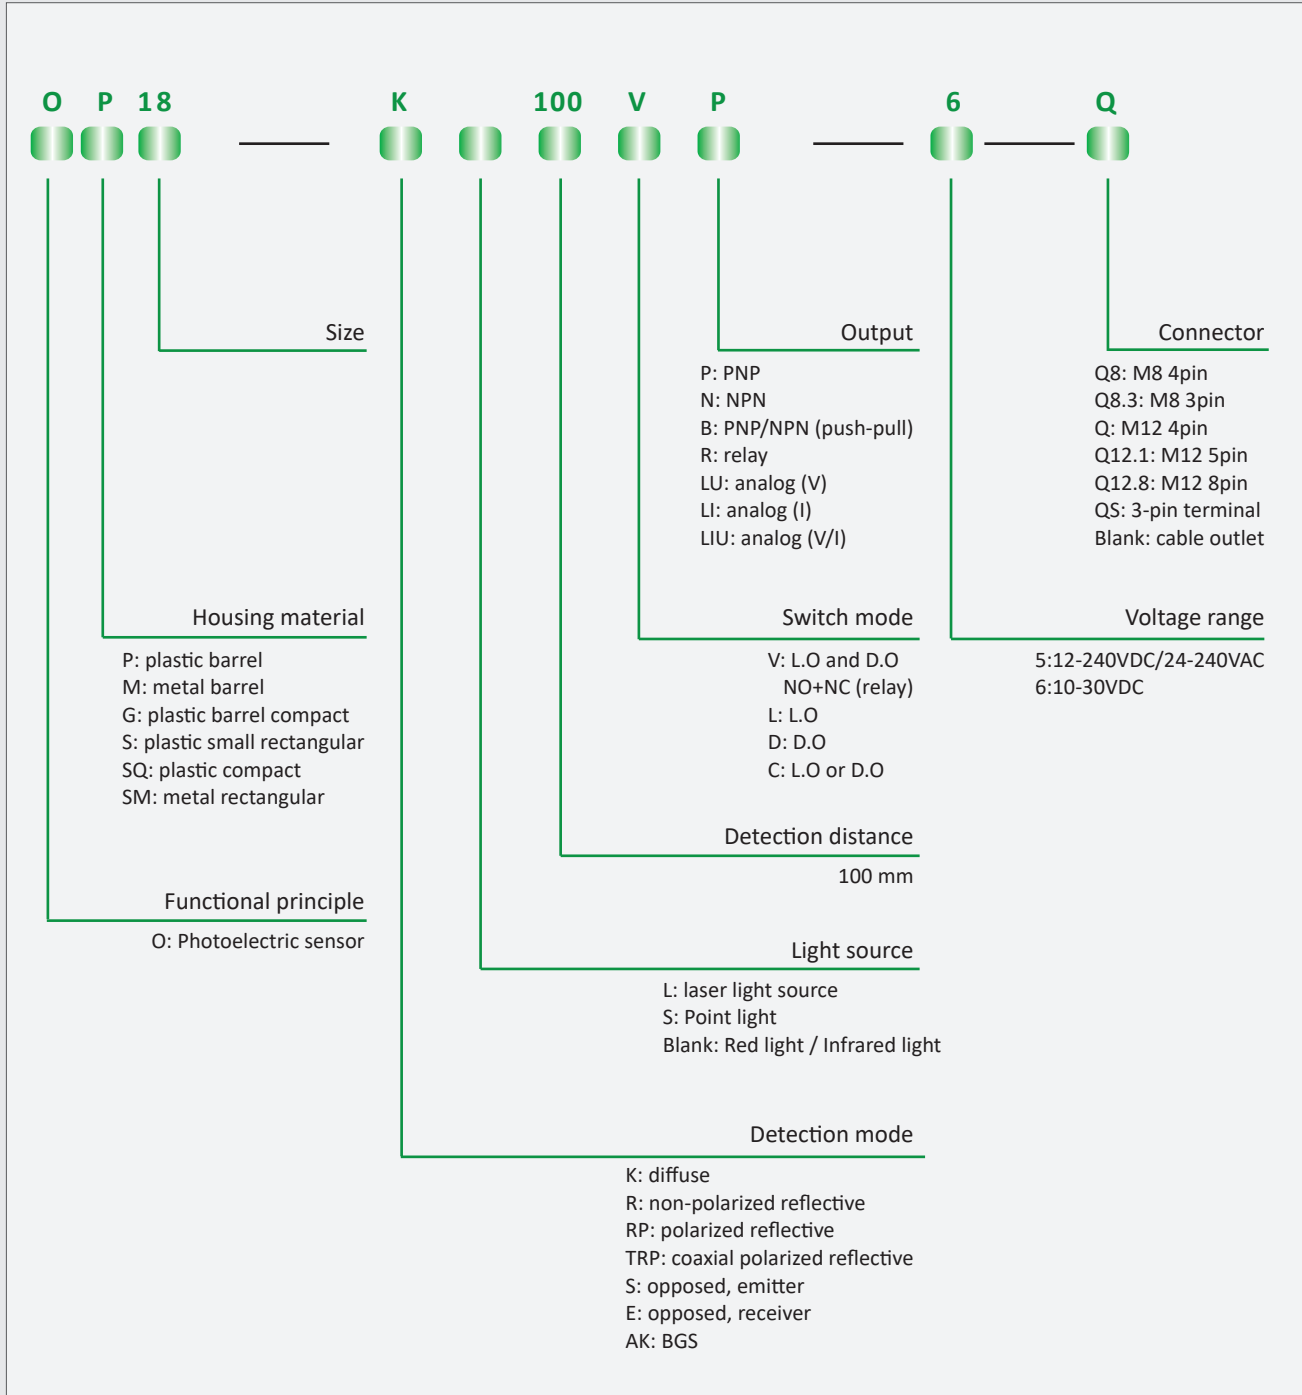 O P 18 K 100 V P 6 Q
Size
Output
P: PNP
N: NPN
B: PNP/NPN (push-pull)
R: relay
LU: analog (V)
LI: analog (I)
LIU: analog (V/I)
Connector
Q8: M8 4pin
Q8.3: M8 3pin
Q: M12 4pin
Q12.1: M12 5pin
Q12.8: M12 8pin
QS: 3-pin terminal
Blank: cable outlet
Housing material
P: plastic barrel
M: metal barrel
G: plastic barrel compact
S: plastic small rectangular
SQ: plastic compact
SM: metal rectangular
Switch mode
V: L.O and D.O
NO+NC (relay)
L: L.O
D: D.O
C: L.O or D.O
Voltage range
5:12-240VDC/24-240VAC
6:10-30VDC
Detection distance
100 mm
Functional principle
O: Photoelectric sensor
Light source
L: laser light source
S: Point light
Blank: Red light / Infrared light
Detection mode
K: diffuse
R: non-polarized reflective
RP: polarized reflective
TRP: coaxial polarized reflective
S: opposed, emitter
E: opposed, receiver
AK: BGS